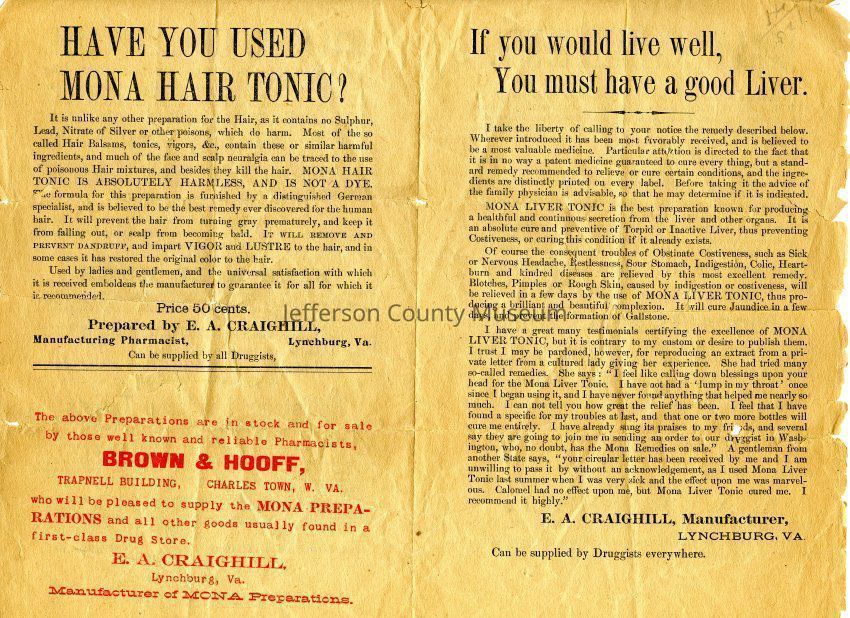 HAVE YOU USED
MONA HAIR TONIC?
It is unlike any other preparation for the Hair, as it contains no Sulphur,
Lead, Nitrate of Silver or other poisons, which do harm. Most of the so
called Hair Balsams, tonics, vigors, &c., contain these or similar harmful
ingredients, and much of the face and scalp neuralgia can be traced to the use
of poisonous Hair mixtures, and besides they kill the hair. MONA HAIR
TONIC IS ABSOLUTELY HARMLESS, AND IS NOT A DYE.
The formula for this preparation is furnished by a distinguished German
specialist, and is believed to be the best remedy ever discovered for the human
hair. It will prevent the hair from turning gray prematurely, and keep it
from falling out, or scalp from becoming bald. IT WILL REMOVE AND
PREVENT DANDRUFF, and impart VIGOR and LUSTRE to the hair, and in
some cases it has restored the original color to the hair.
Used by ladies and gentlemen, and the universal satisfaction with which
it is received emboldens the manufacturer to guarantee it for all for which it
is recommended.
Price 50 cents.
Prepared by E. A. CRAIGHILL,
Manufacturing Pharmacist, Lynchburg, Va.
Can be supplied by all Druggists,
The above Preparations are in stock and for sale
by those well known and reliable Pharmacists,
BROWN & HOOFF,
TRAPNELL BUILDING, CHARLES TOWN, W. VA.
who will be pleased to supply the MONA PREPA-
RATIONS and all other goods usually found in a
first-class Drug Store.
E. A. CRAIGHILL,
Lynchburg, Va.
Manufacturer of MONA Preparations.
If you would live well,
You must have a good Liver.
I take the liberty of calling to your notice the remedy described below.
Wherever introduced it has been most favorably received, and is believed to
be a most valuable medicine. Particular attention is directed to the fact that
it is in no way a patent medicine guaranteed to cure every thing, but a stand-
ard remedy recommended to relieve or cure certain conditions, and the ingre-
dients are distinctly printed on every label. Before taking it the advice of
the family physician is advisable, so that he may determine if it is indicated.
MONA LIVER TONIC is the best preparation known for producing
a healthful and continuous secretion from the liver and other organs. It is
an absolute cure and preventive of Torpid or Inactive Liver, thus preventing
Costiveness, or curing this condition if it already exists.
Of course the consequent troubles of Obstinate Costiveness, such as Sick
or Nervous Headache, Restlessness, Sour Stomach, Indigestion, Colic, Heart-
burn and kindred diseases are relieved by this most excellent remedy.
Blotches, Pimples or Rough Skin, caused by indigestion or costiveness, will
be relieved in a few days by the use of MONA LIVER TONIC, thus pro-
ducing a brilliant and beautiful complexion. It will cure Jaundice in a few
days and prevent the formation of Gallstone.
I have a great many testimonials certifying the excellence of MONA
LIVER TONIC, but it is contrary to my custom or desire to publish them.
I trust I may be pardoned, however, for reproducing an extract from a pri-
vate letter from a cultured lady giving her experience. She had tried many
so-called remedies. She says: "I feel like calling down blessings upon your
head for the Mona Liver Tonic. I have not had a 'lump in my throat' once
since I began using it, and I have never found anything that helped me nearly so
much. I can not tell you how great the relief has been. I feel that I have
found a specific for my troubles at last, and that one or two more bottles will
cure me entirely. I have already sung its praises to my friends, and several
say they are going to join me in sending an order to our druggist in Wash-
ington, who, no doubt, has the Mona Remedies on sale." A gentleman from
another State says, "your circular letter has been received by me and I am
unwilling to pass it by without an acknowledgement, as I used Mona Liver
Tonic last summer when I was very sick and the effect upon me was marvel-
ous. Calomel had no effect upon me, but Mona Liver Tonic cured me. I
recommend it highly."
E. A. CRAIGHILL, Manufacturer,
LYNCHBURG, VA.
Can be supplied by Druggists everywhere.
Jefferson County Museum